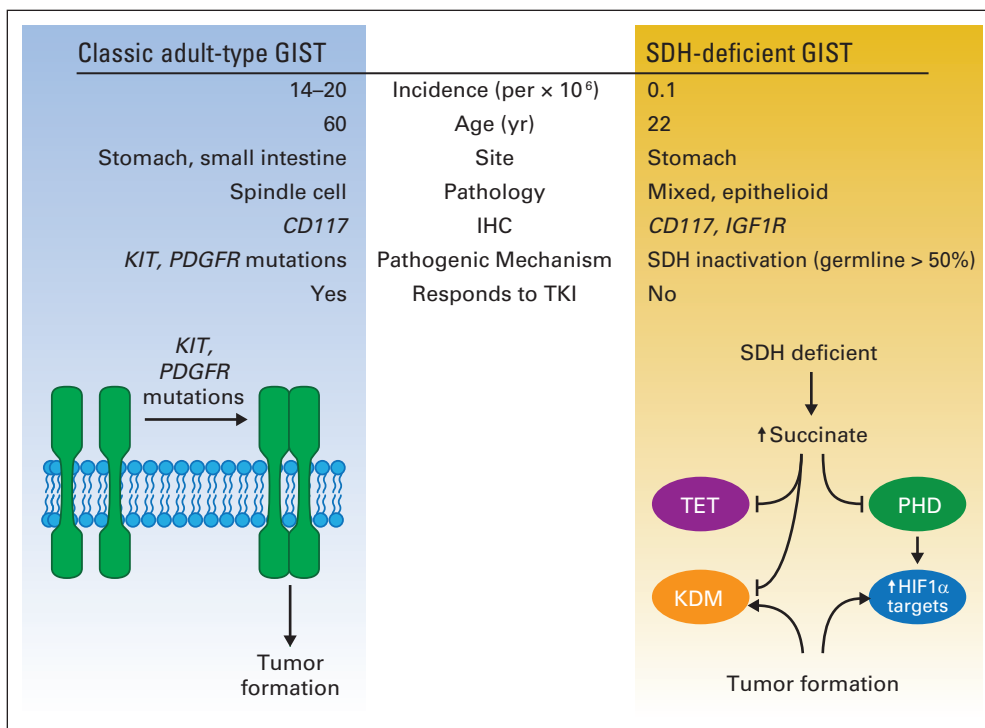 Classic adult-type GIST SDH-deficient GIST
14–20 Incidence (per × 10⁶) 0.1
60 Age (yr) 22
Stomach, small intestine Site Stomach
Spindle cell Pathology Mixed, epithelioid
CD117 IHC CD117, IGF1R
KIT, PDGFR mutations Pathogenic Mechanism SDH inactivation (germline > 50%)
Yes Responds to TKI No
KIT,
PDGFR
mutations
Tumor
formation
SDH deficient
↑Succinate
TET
PHD
KDM
↑HIF1α
targets
Tumor formation